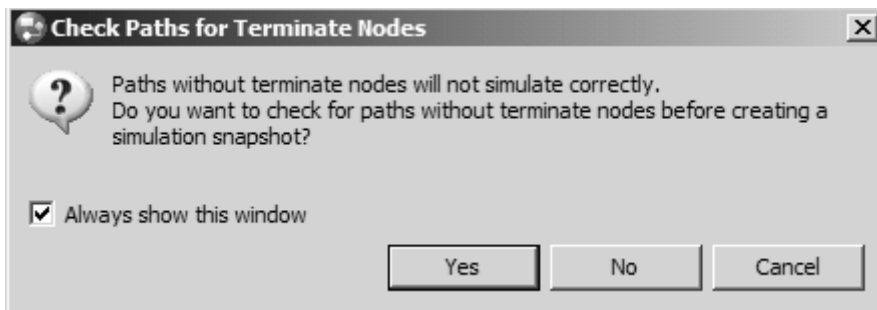 Check Paths for Terminate Nodes
Paths without terminate nodes will not simulate correctly.
Do you want to check for paths without terminate nodes before creating a
simulation snapshot?
Always show this window
Yes
No
Cancel